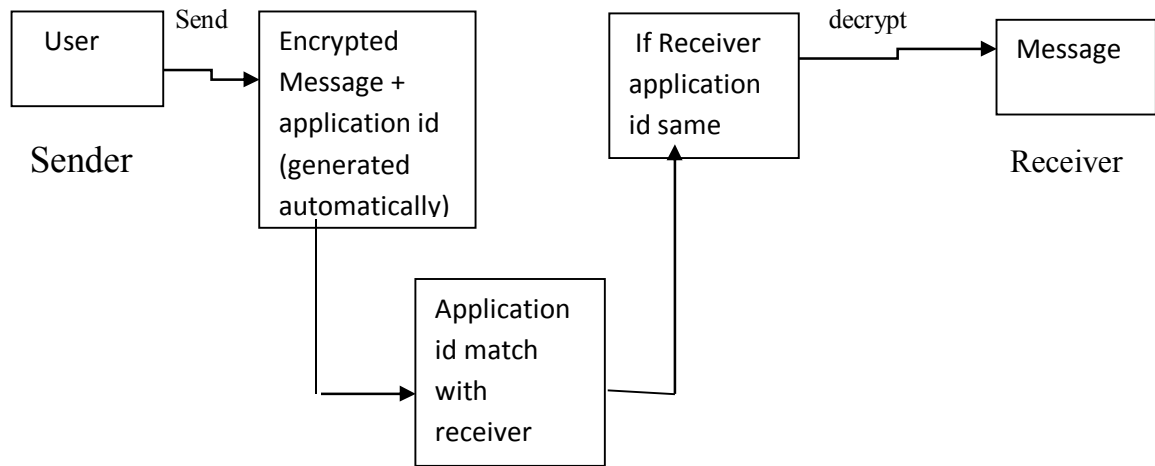 User
Sender
Send
Encrypted
Message +
application id
(generated
automatically)
Application
id match
with
receiver
If Receiver
application
id same
decrypt
Message
Receiver